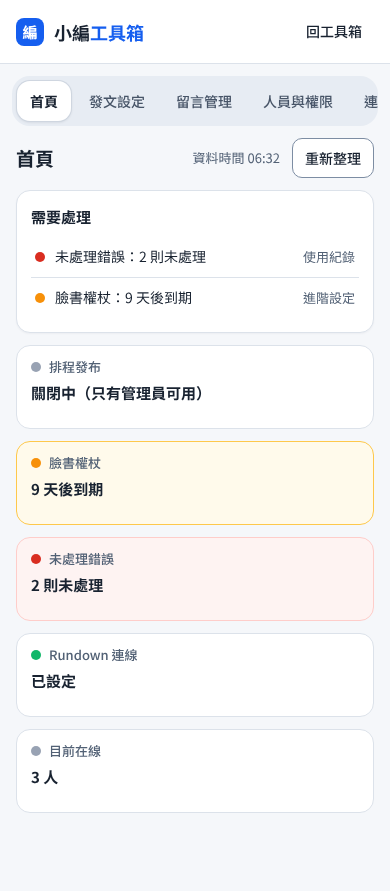 編 小編工具箱 回工具箱
首頁 發文設定 留言管理 人員與權限 連
首頁 資料時間 06:32 重新整理
需要處理
未處理錯誤：2 則未處理 使用紀錄
臉書權杖：9 天後到期 進階設定
排程發布
關閉中（只有管理員可用）
臉書權杖
9 天後到期
未處理錯誤
2 則未處理
Rundown 連線
已設定
目前在線
3 人